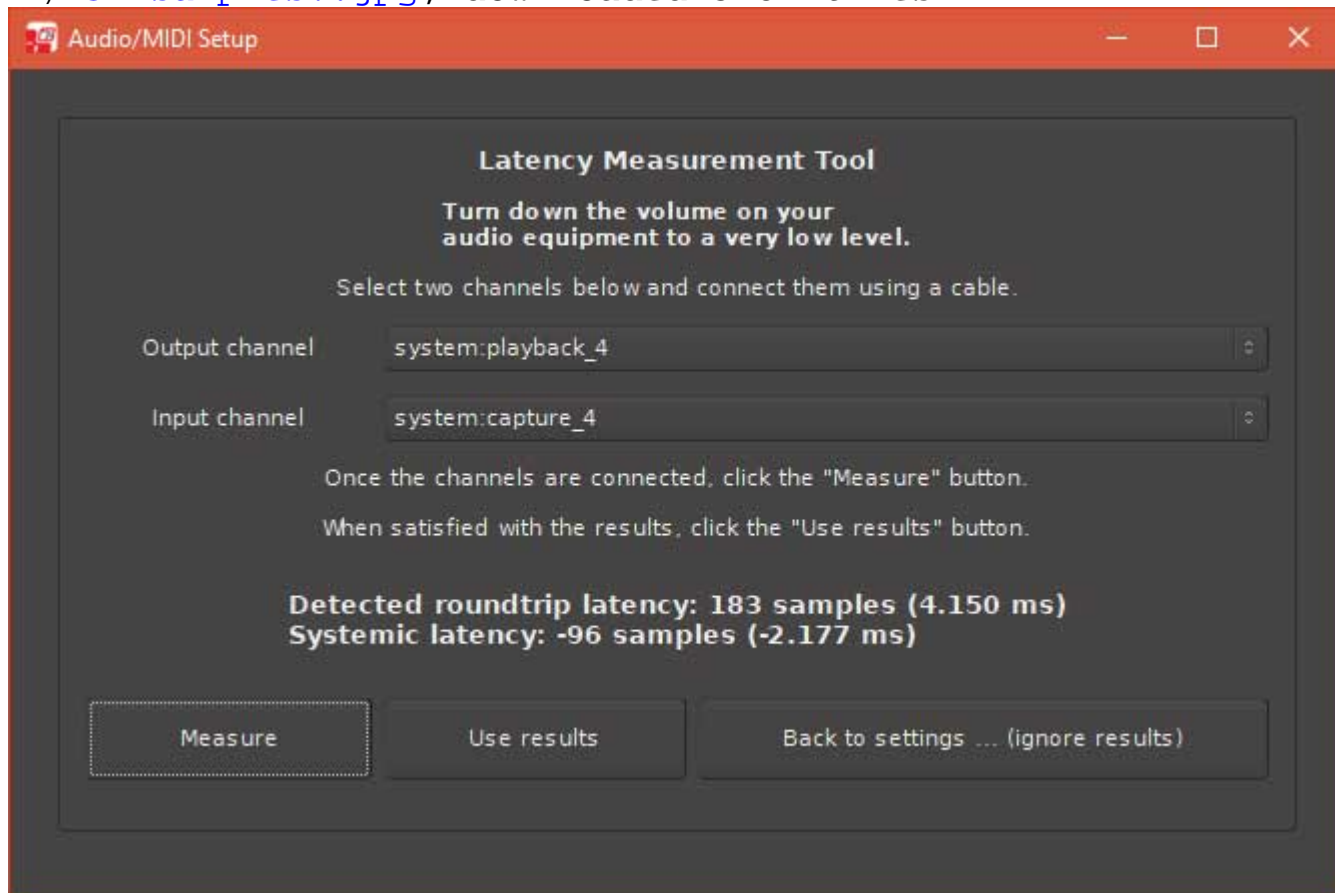 Audio/MIDI Setup
Latency Measurement Tool
Turn down the volume on your
audio equipment to a very low level.
Select two channels below and connect them using a cable.
Output channel system:playback_4
Input channel system:capture_4
Once the channels are connected, click the "Measure" button.
When satisfied with the results, click the "Use results" button.
Detected roundtrip latency: 183 samples (4.150 ms)
Systemic latency: -96 samples (-2.177 ms)
Measure Use results Back to settings ... (ignore results)